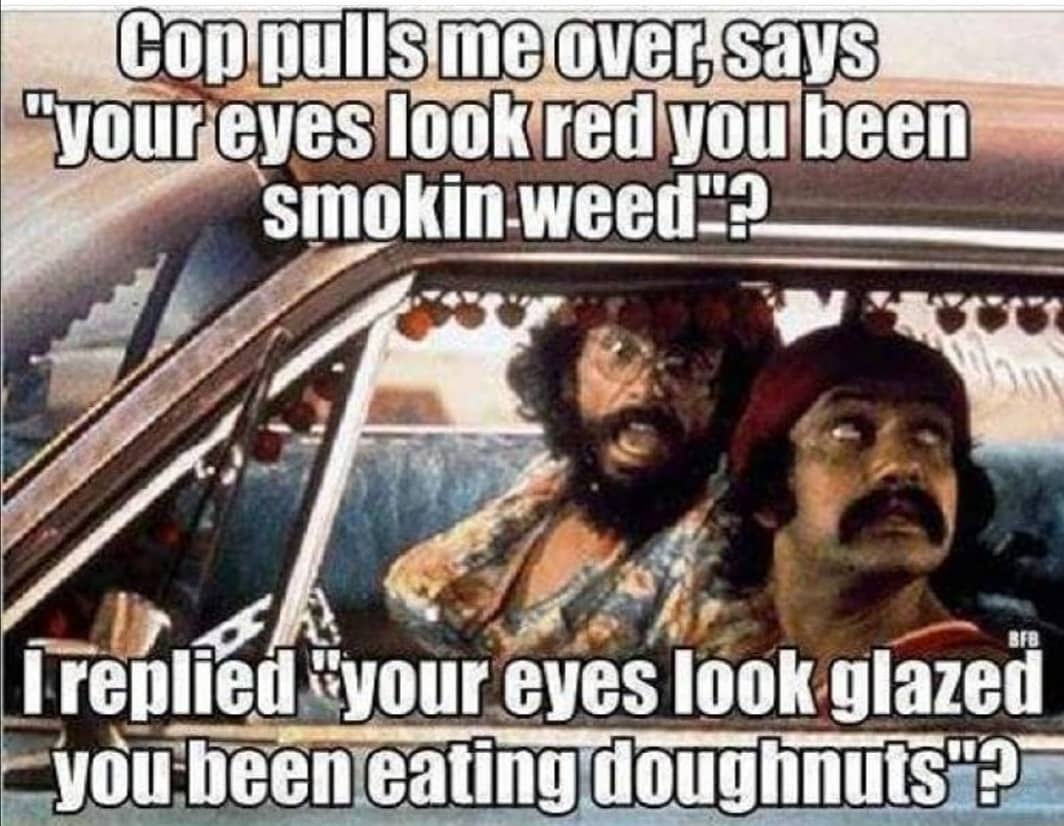 Cop pulls me over, says
"your eyes look red you been
smokin weed"?
BFB
I replied "your eyes look glazed
you been eating doughnuts"?